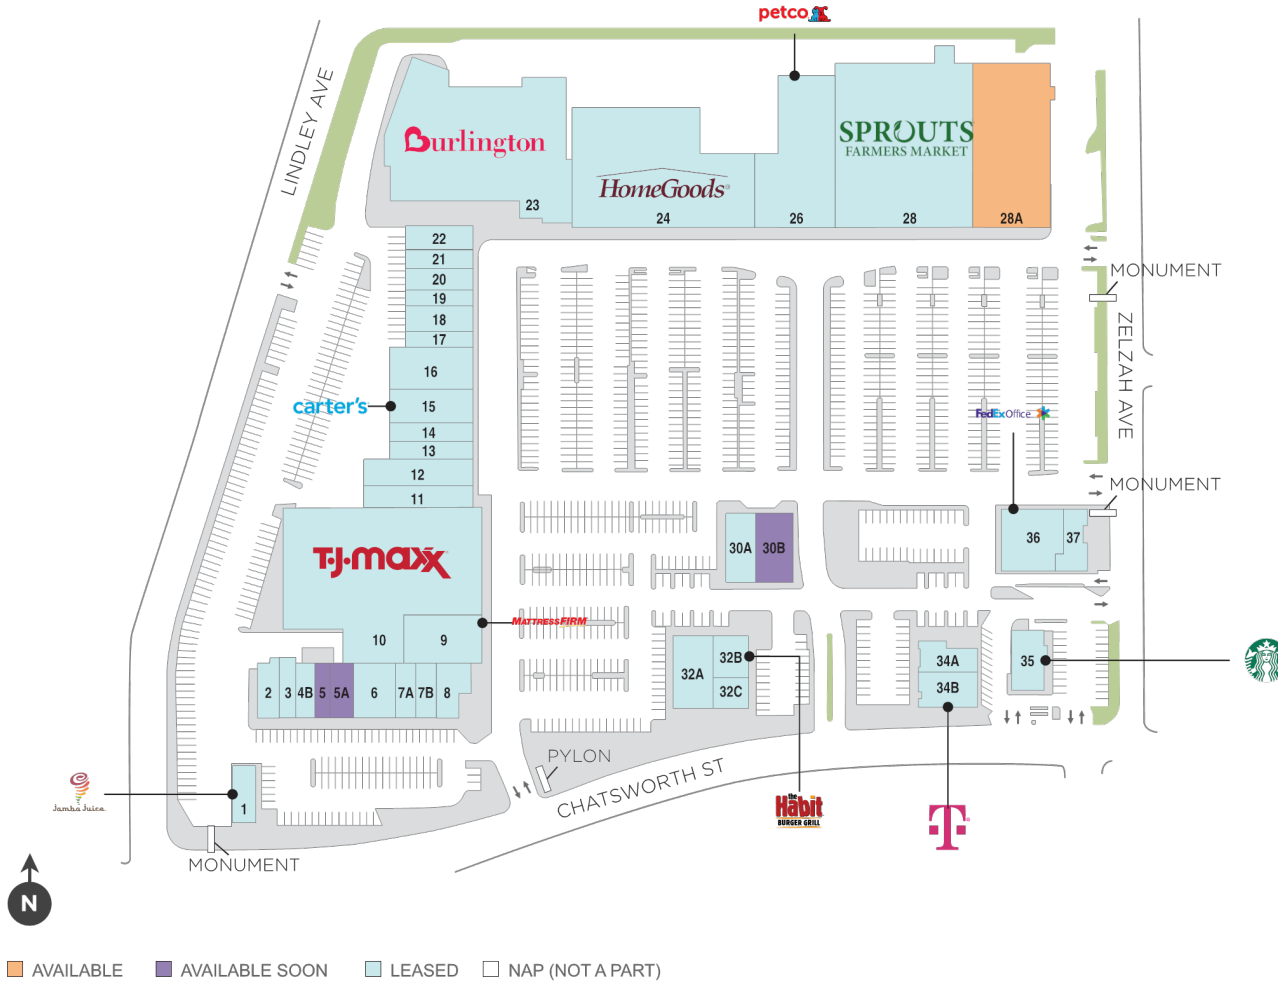 petco
LINDLEY AVE
Burlington
HomeGoods
SPROUTS
FARMERS MARKET
23
24
26
28
28A
22
21
20
19
18
17
16
carter's
15
14
13
12
11
MONUMENT
ZELZAH AVE
FedEx Office
MONUMENT
T·J·maxx
30A
30B
36
37
MATTRESS FIRM
10
9
2
3
4B
5
5A
6
7A
7B
8
32A
32B
32C
34A
34B
35
PYLON
CHATSWORTH ST
Jamba Juice
1
the
Habit
BURGER GRILL
T
MONUMENT
N
AVAILABLE
AVAILABLE SOON
LEASED
NAP (NOT A PART)